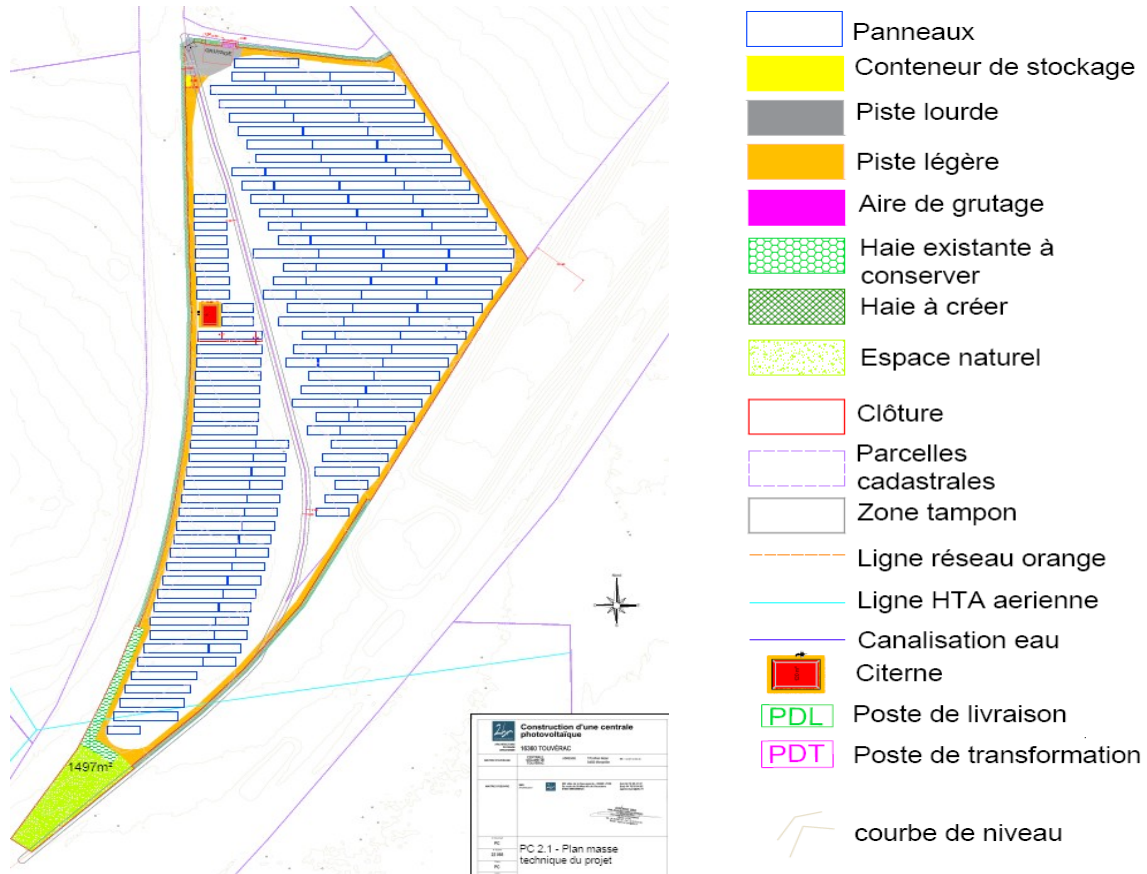 Panneaux
Conteneur de stockage
Piste lourde
Piste légère
Aire de grutage
Haie existante à
conserver
Haie à créer
Espace naturel
Clôture
Parcelles
cadastrales
Zone tampon
Ligne réseau orange
Ligne HTA aerienne
Canalisation eau
Citerne
PDL Poste de livraison
PDT Poste de transformation
courbe de niveau
1497m²
Construction d'une centrale
photovoltaïque
16360 TOUVÉRAC
PC
PC 2.1 - Plan masse
technique du projet
PC